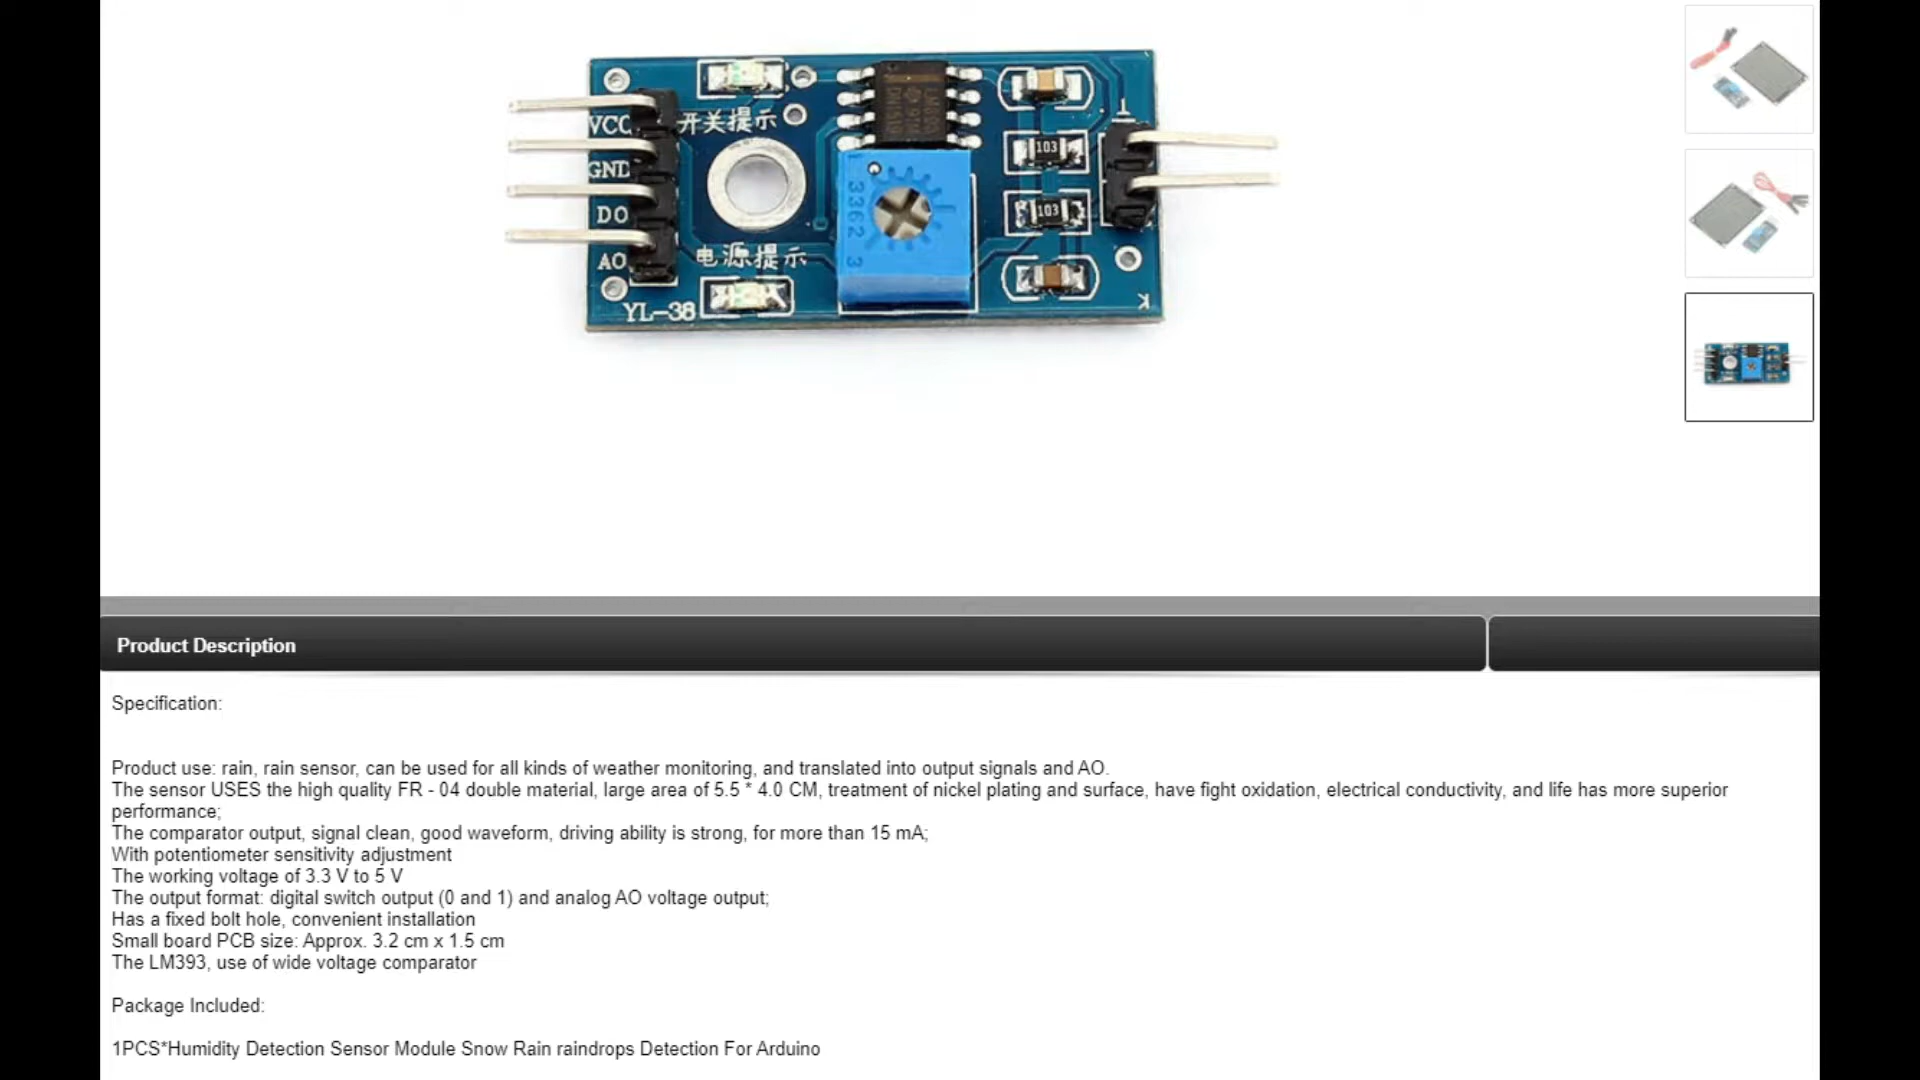 VCC
GND
DO
AO
YL-38
开关提示
电源提示
3362
103
103
Product Description
Specification:
Product use: rain, rain sensor, can be used for all kinds of weather monitoring, and translated into output signals and AO.
The sensor USES the high quality FR - 04 double material, large area of 5.5 * 4.0 CM, treatment of nickel plating and surface, have fight oxidation, electrical conductivity, and life has more superior
performance;
The comparator output, signal clean, good waveform, driving ability is strong, for more than 15 mA;
With potentiometer sensitivity adjustment
The working voltage of 3.3 V to 5 V
The output format: digital switch output (0 and 1) and analog AO voltage output;
Has a fixed bolt hole, convenient installation
Small board PCB size: Approx. 3.2 cm x 1.5 cm
The LM393, use of wide voltage comparator
Package Included:
1PCS*Humidity Detection Sensor Module Snow Rain raindrops Detection For Arduino